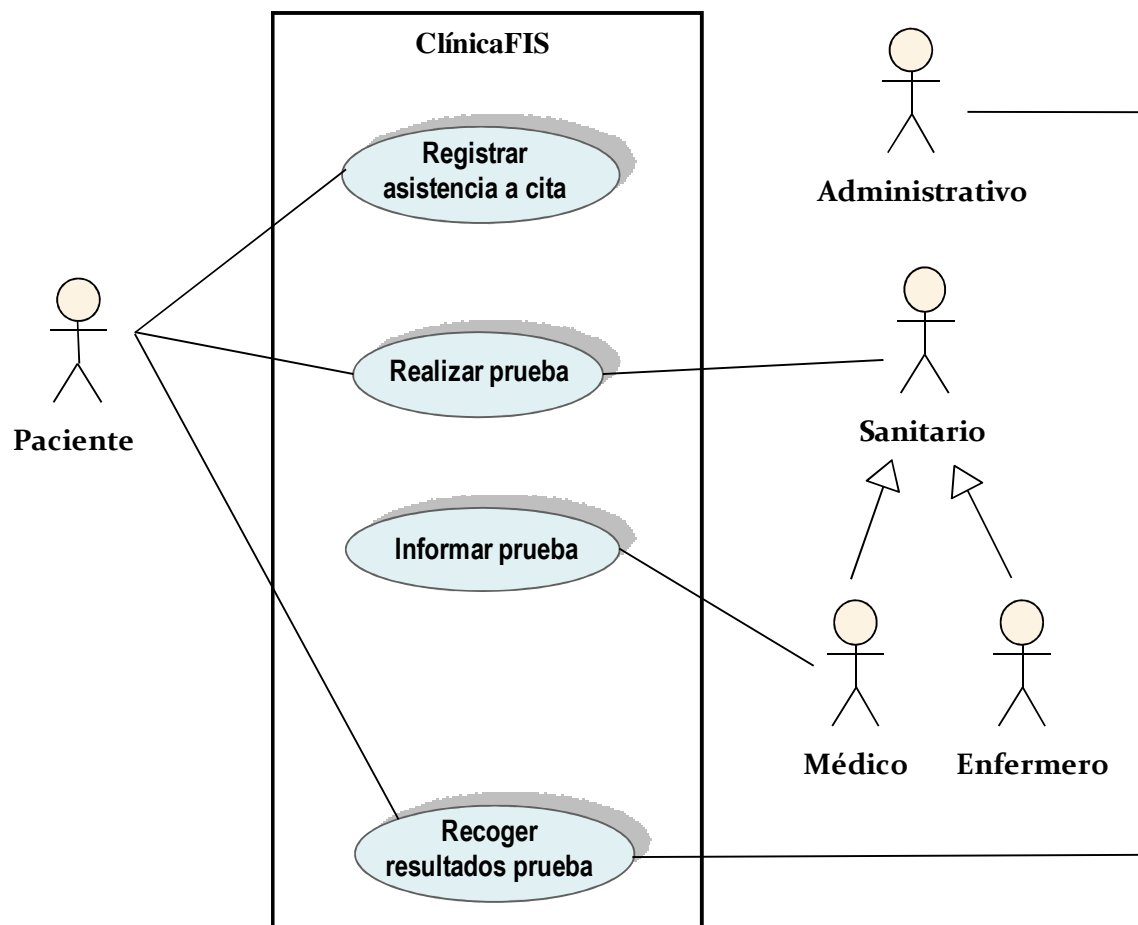 ClínicaFIS
Registrar
asistencia a cita
Administrativo
Realizar prueba
Paciente
Sanitario
Informar prueba
Médico
Enfermero
Recoger
resultados prueba